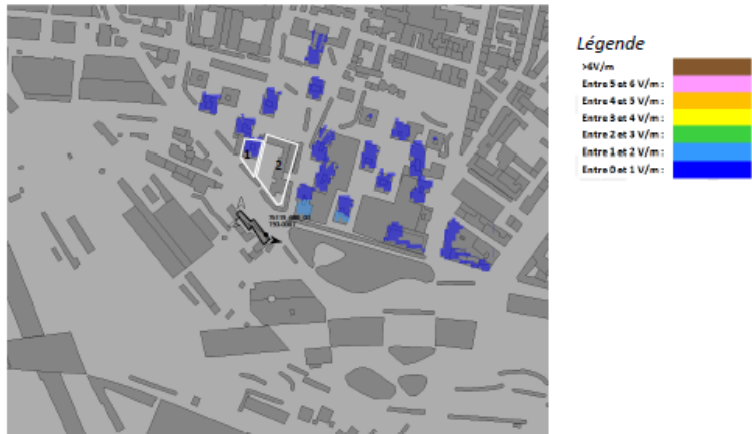 Légende
>6V/m
Entre 5 et 6 V/m :
Entre 4 et 5 V/m :
Entre 3 et 4 V/m :
Entre 2 et 3 V/m :
Entre 1 et 2 V/m :
Entre 0 et 1 V/m :
1
2